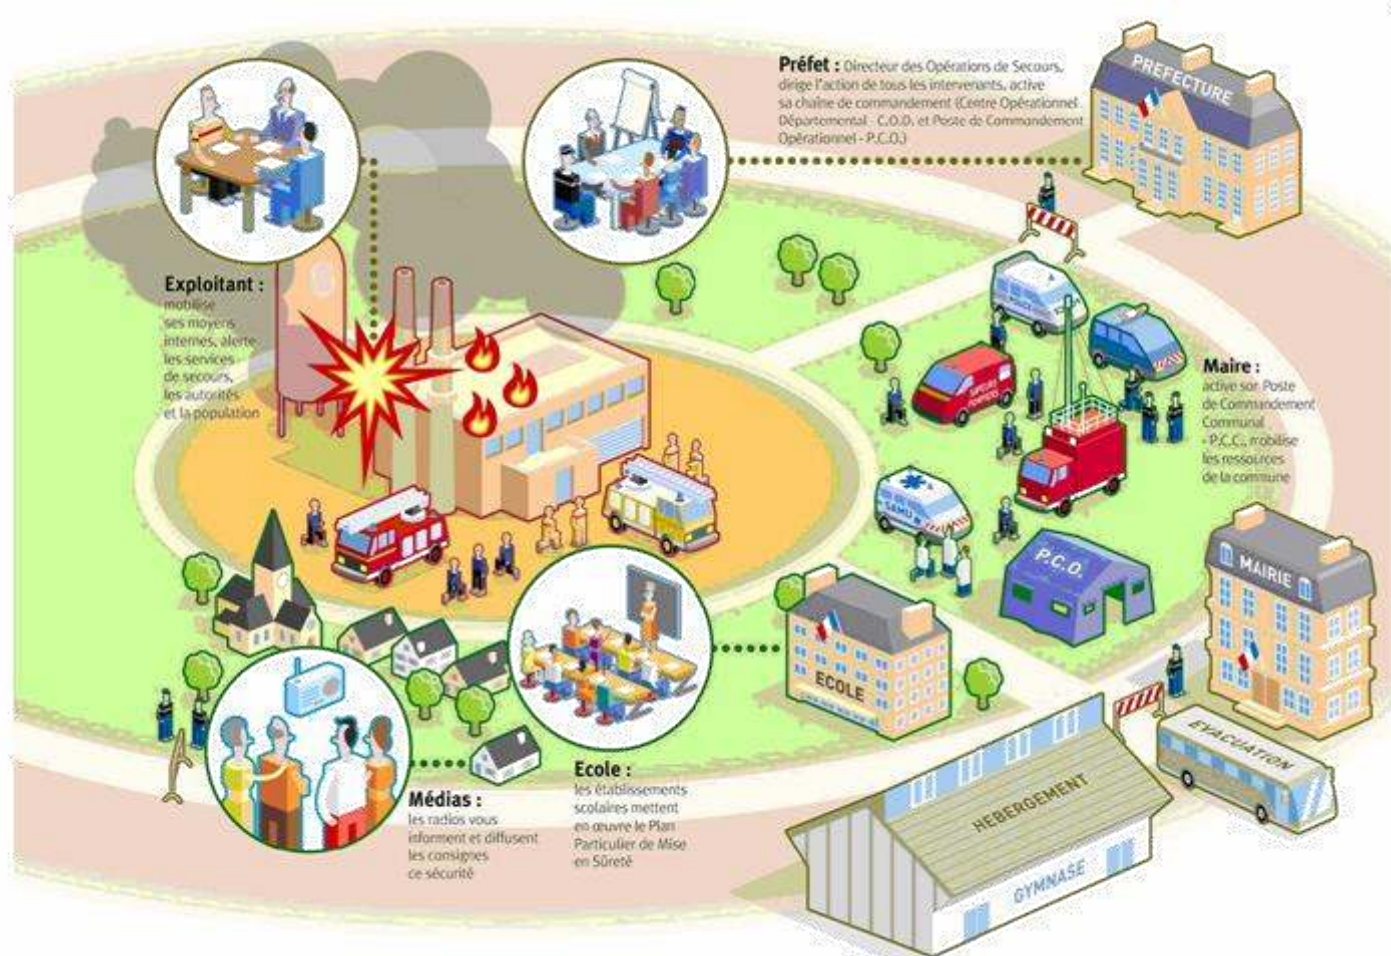 Préfet : Directeur des Opérations de Secours,
dirige l'action de tous les intervenants, active
sa chaîne de commandement (Centre Opérationnel
Départemental - C.O.D. et Poste de Commandement
Opérationnel - P.C.O.)
PREFECTURE
Exploitant :
mobilise
ses moyens
internes, alerte
les services
de secours,
les autorités
et la population
POLICE
SAPEURS
POMPIERS
Maire :
active son Poste
de Commandement
Communal
- P.C.C., mobilise
les ressources
de la commune
SAMU
P.C.O.
MAIRIE
ECOLE
EVACUATION
Ecole :
les établissements
scolaires mettent
en œuvre le Plan
Particulier de Mise
en Sûreté
Médias :
les radios vous
informent et diffusent
les consignes
ce sécurité
HEBERGEMENT
GYMNASE